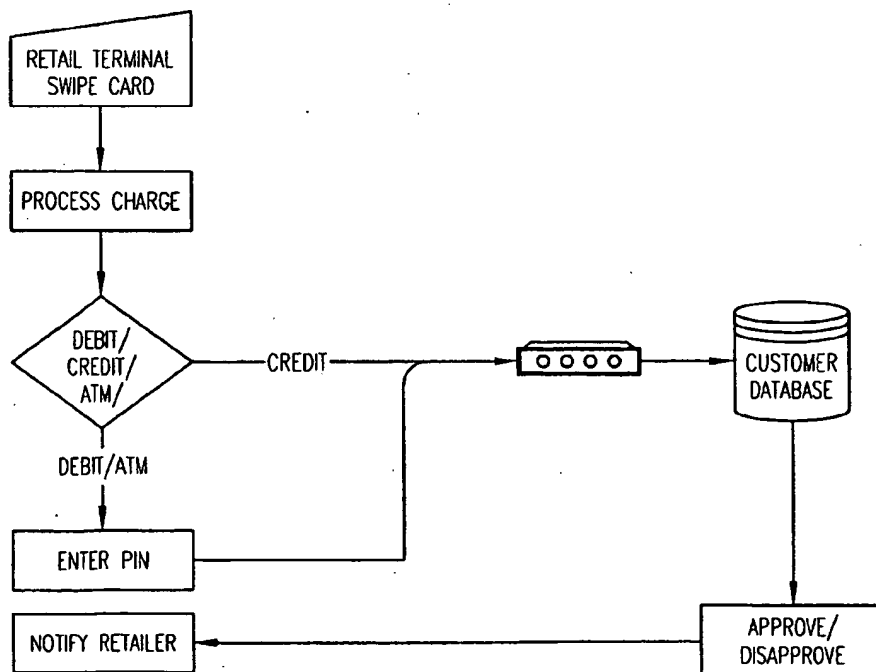 RETAIL TERMINAL
SWIPE CARD
PROCESS CHARGE
DEBIT/
CREDIT/
ATM/
CREDIT
CUSTOMER
DATABASE
DEBIT/ATM
ENTER PIN
NOTIFY RETAILER
APPROVE/
DISAPPROVE